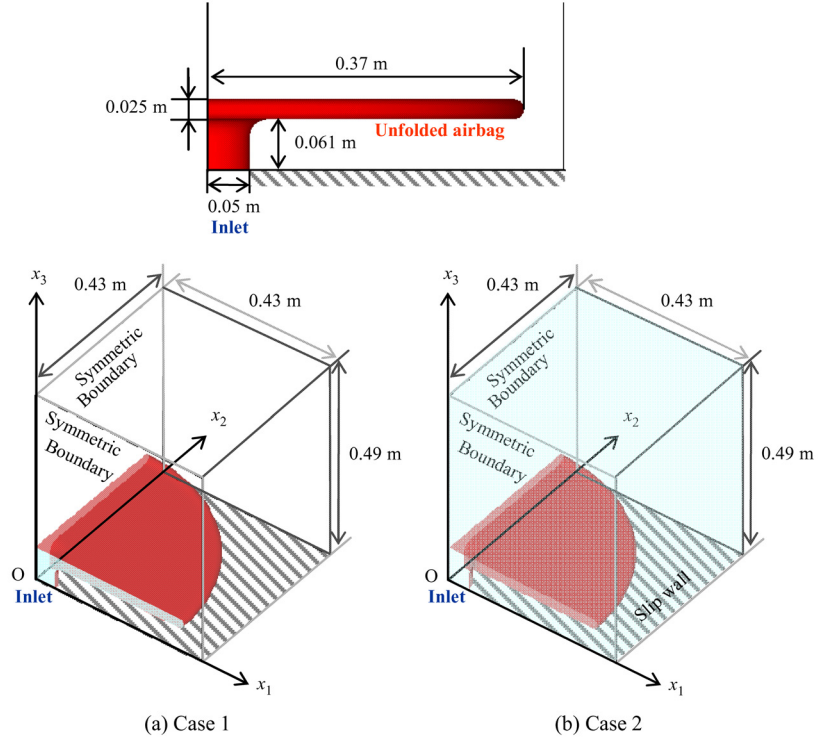 0.37 m
0.025 m
Unfolded airbag
0.061 m
0.05 m
Inlet
x3
0.43 m
0.43 m
Symmetric
Boundary
Symmetric
Boundary
x2
0.49 m
O
Inlet
x1
(a) Case 1
x3
0.43 m
0.43 m
Symmetric
Boundary
Symmetric
Boundary
x2
0.49 m
O
Inlet
Slip wall
x1
(b) Case 2